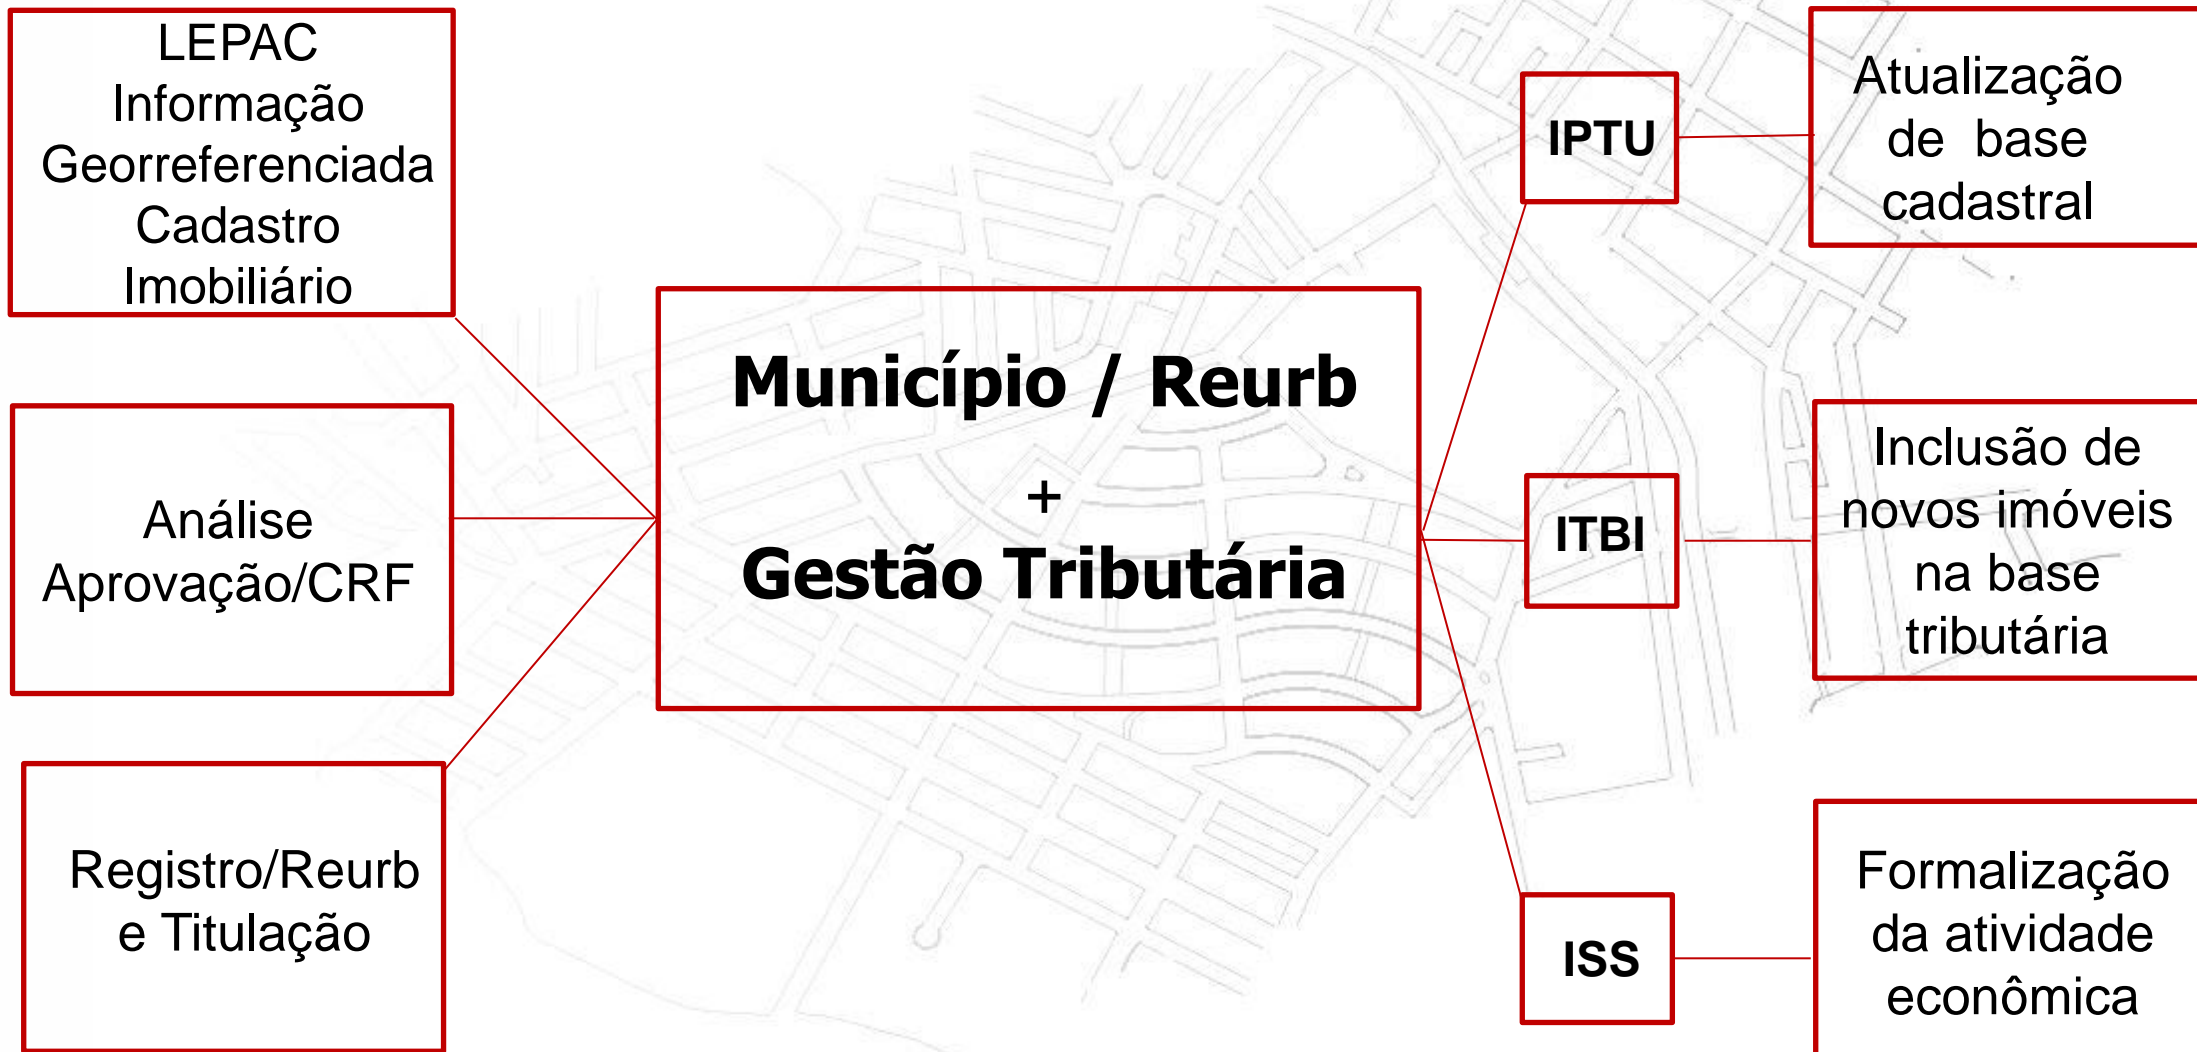 LEPAC
Informação
Georreferenciada
Cadastro
Imobiliário
Análise
Aprovação/CRF
Registro/Reurb
e Titulação
Município / Reurb
+
Gestão Tributária
IPTU
Atualização
de base
cadastral
ITBI
Inclusão de
novos imóveis
na base
tributária
ISS
Formalização
da atividade
econômica